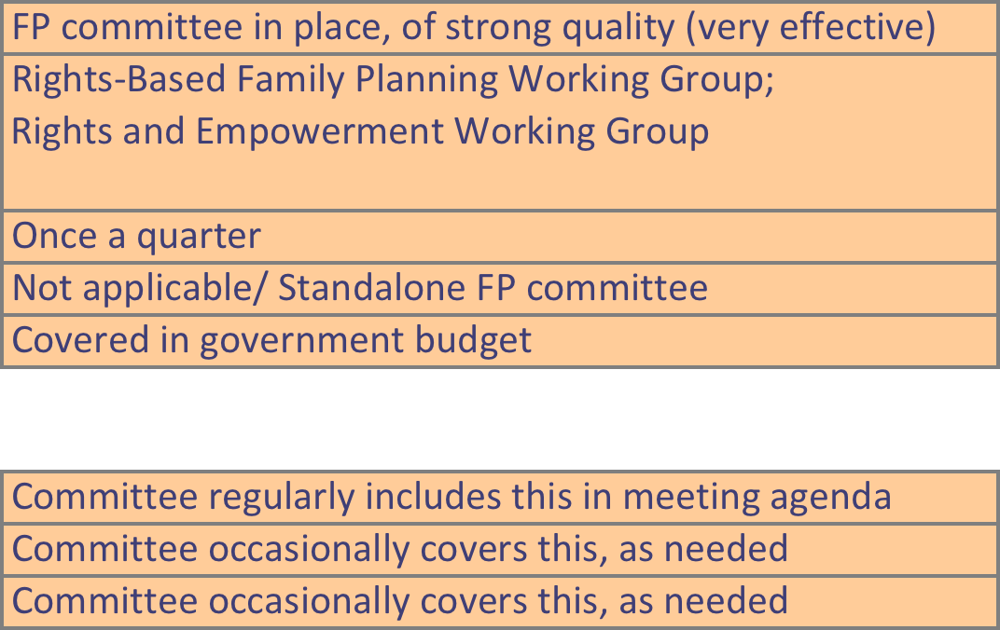 FP committee in place, of strong quality (very effective)
Rights-Based Family Planning Working Group;
Rights and Empowerment Working Group
Once a quarter
Not applicable/ Standalone FP committee
Covered in government budget
Committee regularly includes this in meeting agenda
Committee occasionally covers this, as needed
Committee occasionally covers this, as needed